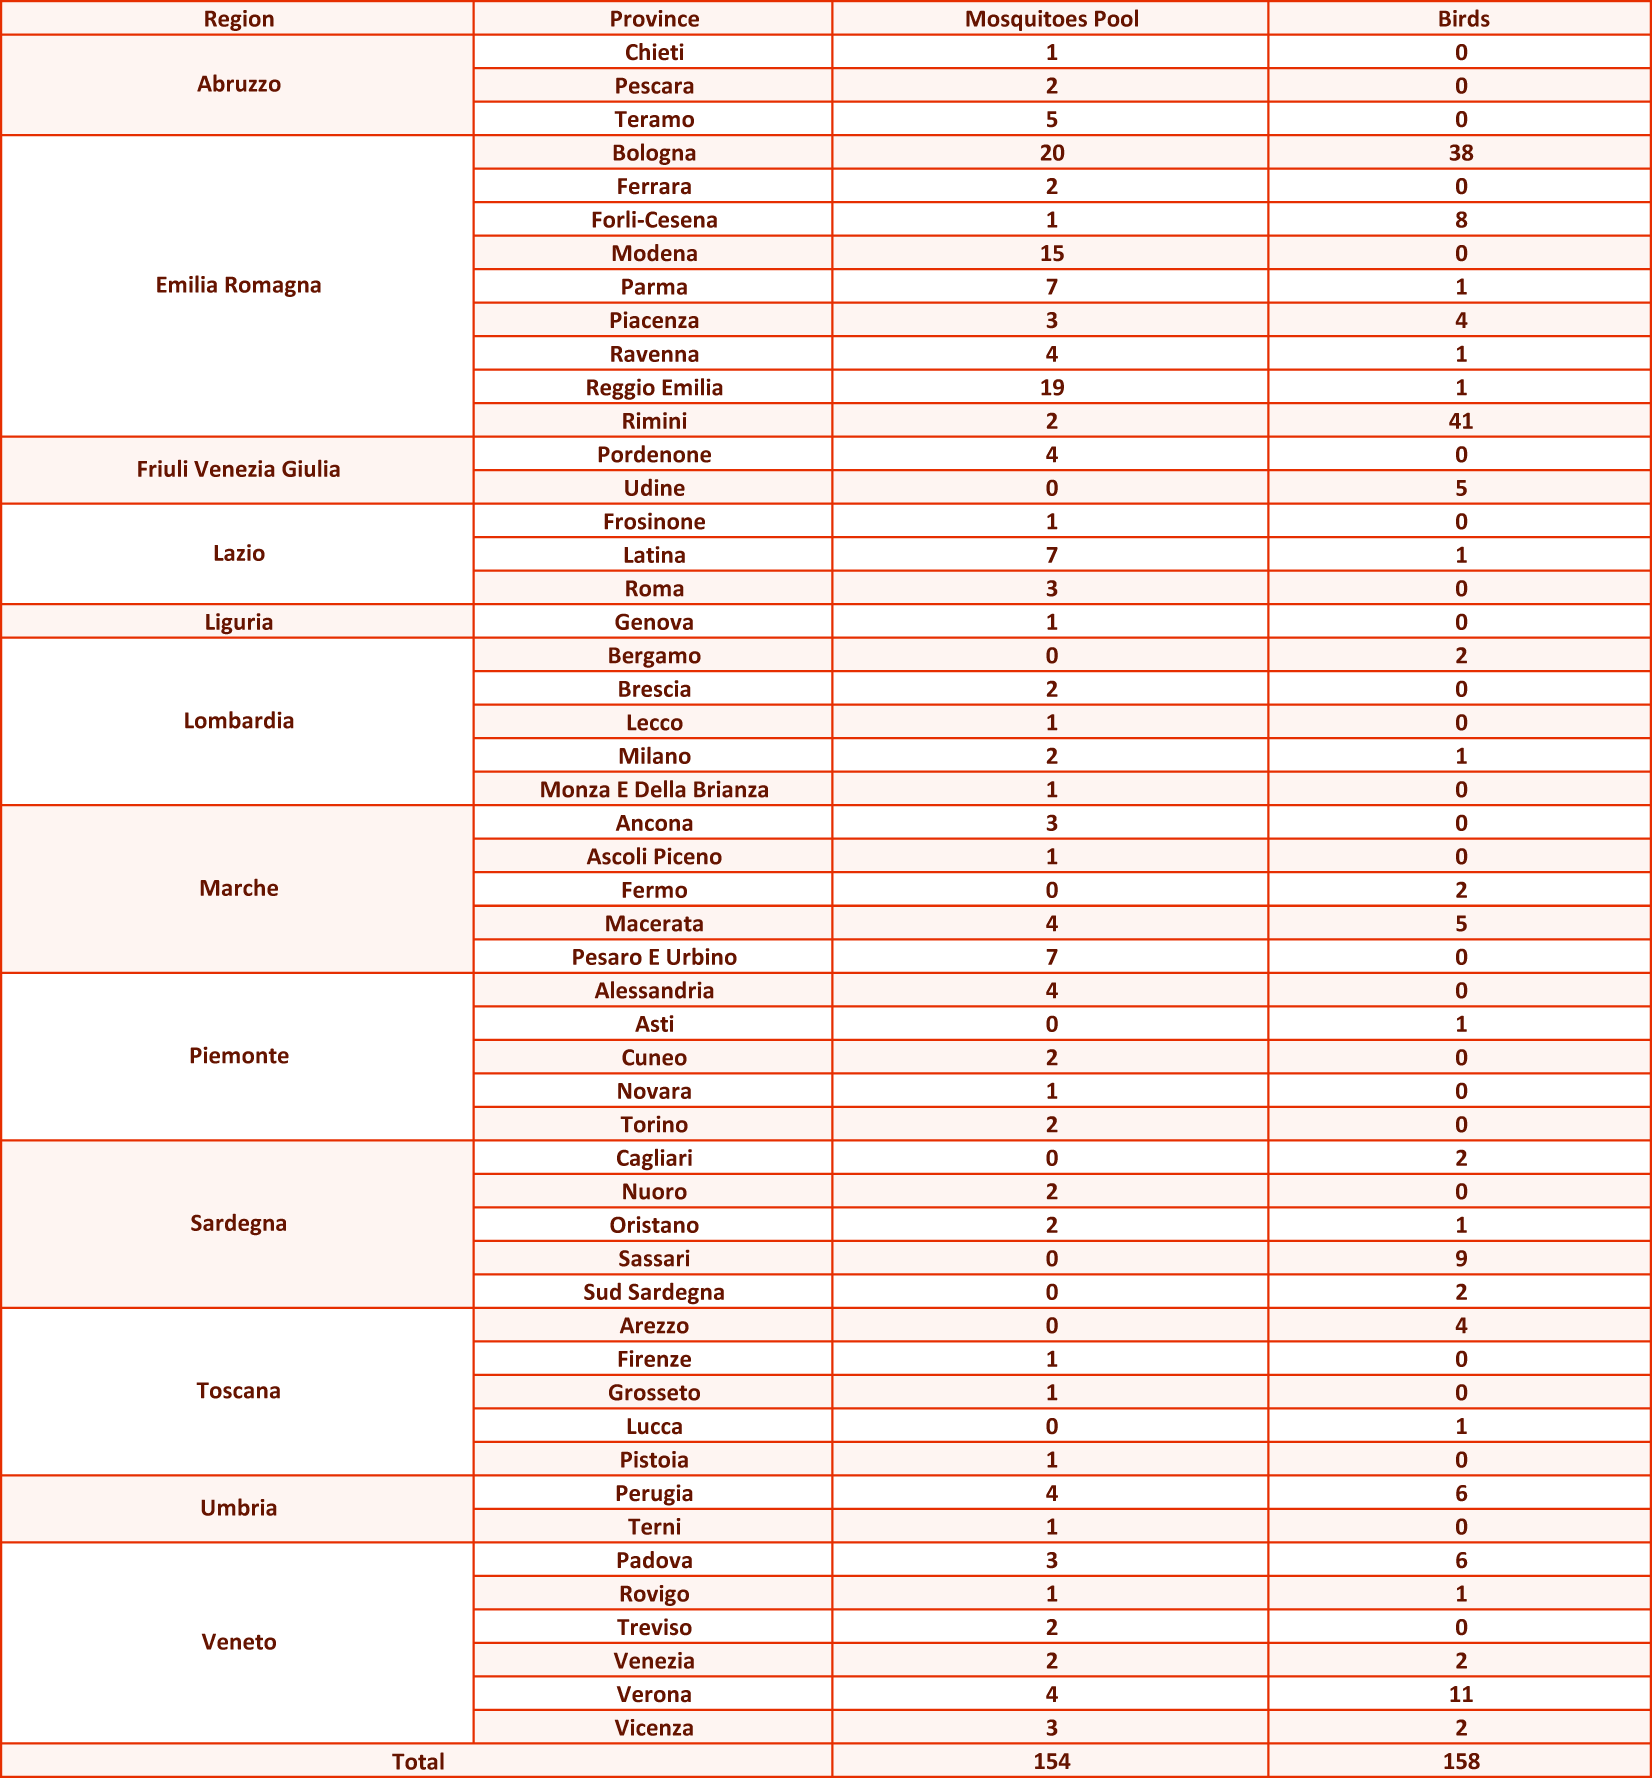 Region Province Mosquitoes Pool Birds
Abruzzo Chieti 1 0
Pescara 2 0
Teramo 5 0
Emilia Romagna Bologna 20 38
Ferrara 2 0
Forli-Cesena 1 8
Modena 15 0
Parma 7 1
Piacenza 3 4
Ravenna 4 1
Reggio Emilia 19 1
Rimini 2 41
Friuli Venezia Giulia Pordenone 4 0
Udine 0 5
Lazio Frosinone 1 0
Latina 7 1
Roma 3 0
Liguria Genova 1 0
Lombardia Bergamo 0 2
Brescia 2 0
Lecco 1 0
Milano 2 1
Monza E Della Brianza 1 0
Marche Ancona 3 0
Ascoli Piceno 1 0
Fermo 0 2
Macerata 4 5
Pesaro E Urbino 7 0
Piemonte Alessandria 4 0
Asti 0 1
Cuneo 2 0
Novara 1 0
Torino 2 0
Sardegna Cagliari 0 2
Nuoro 2 0
Oristano 2 1
Sassari 0 9
Sud Sardegna 0 2
Toscana Arezzo 0 4
Firenze 1 0
Grosseto 1 0
Lucca 0 1
Pistoia 1 0
Umbria Perugia 4 6
Terni 1 0
Veneto Padova 3 6
Rovigo 1 1
Treviso 2 0
Venezia 2 2
Verona 4 11
Vicenza 3 2
Total 154 158